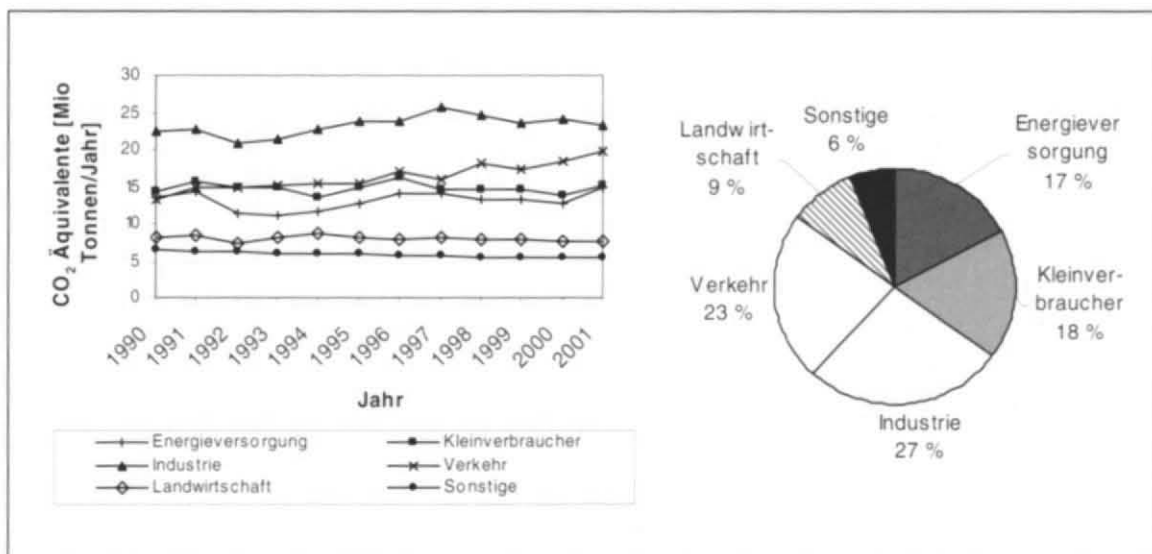 CO₂ Äquivalente [Mio
Tonnen/Jahr]
30
25
20
15
10
5
0
1990
1991
1992
1993
1994
1995
1996
1997
1998
1999
2000
2001
Jahr
Energieversorgung
Kleinverbraucher
Industrie
Verkehr
Landwirtschaft
Sonstige
Sonstige
6 %
Energiever
sorgung
17 %
Kleinver-
braucher
18 %
Industrie
27 %
Verkehr
23 %
Landwirt-
schaft
9 %